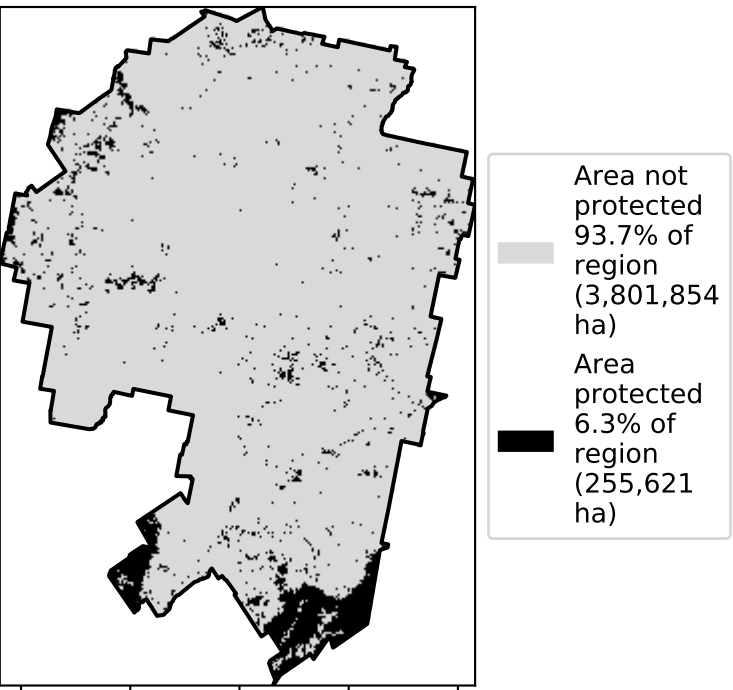 Area not
protected
93.7% of
region
(3,801,854
ha)
Area
protected
6.3% of
region
(255,621
ha)